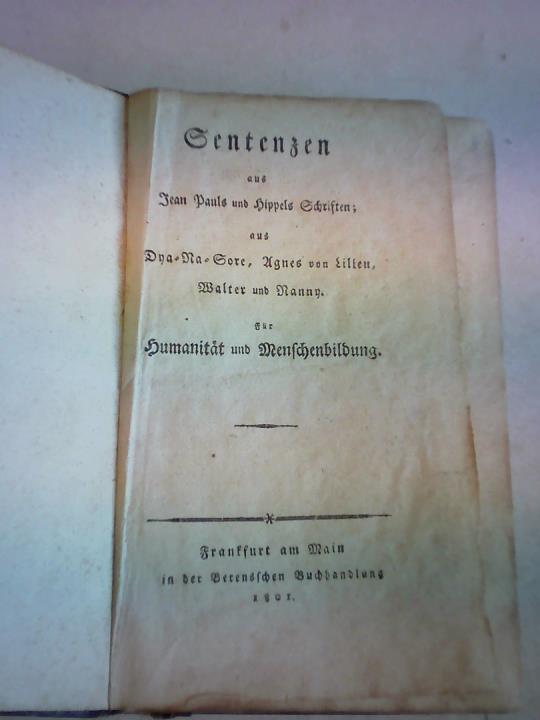 Sentenzen
aus
Jean Pauls und Hippels Schriften;
aus
Dya-Na-Sore, Agnes von Lilien,
Walter und Nanny.
Für
Humanität und Menschenbildung.
Frankfurt am Main
in der Berensschen Buchhandlung
1801.